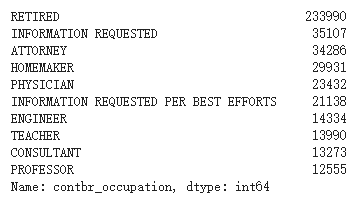 RETIRED 233990
INFORMATION REQUESTED 35107
ATTORNEY 34286
HOMEMAKER 29931
PHYSICIAN 23432
INFORMATION REQUESTED PER BEST EFFORTS 21138
ENGINEER 14334
TEACHER 13990
CONSULTANT 13273
PROFESSOR 12555
Name: contbr_occupation, dtype: int64